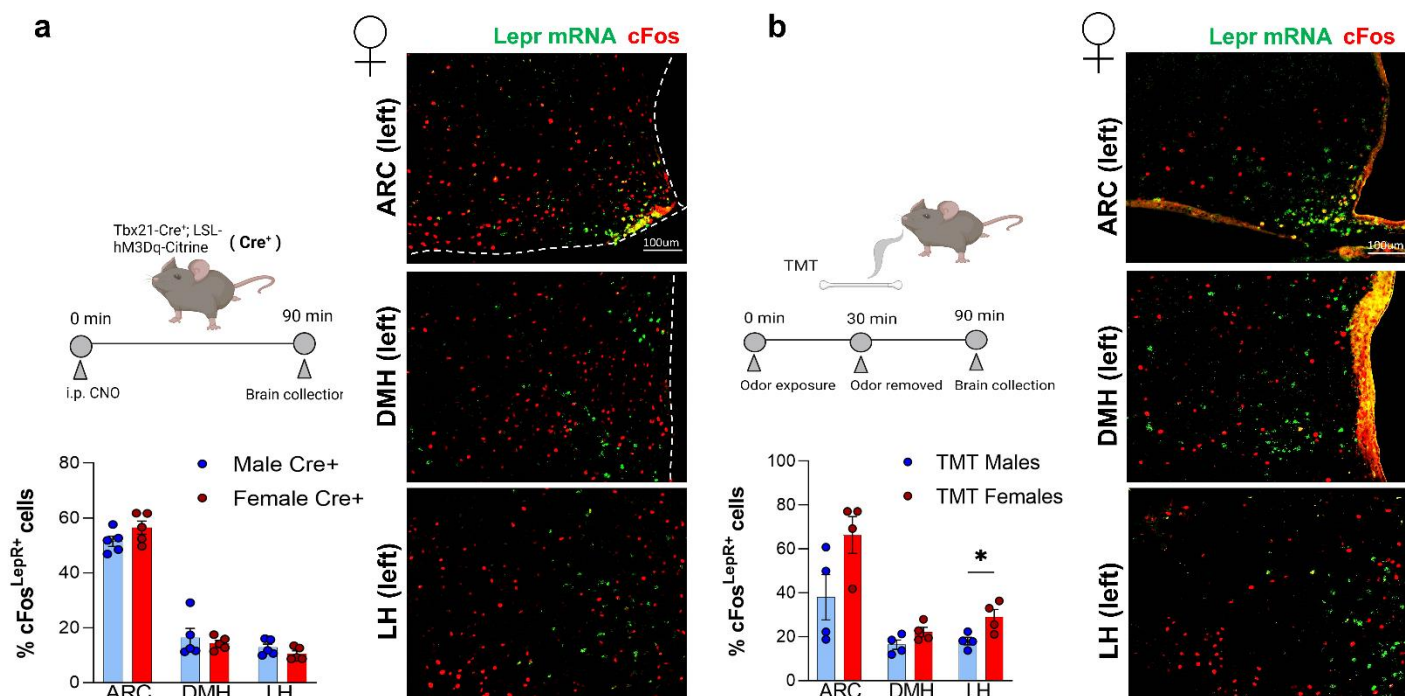 a
Lepr mRNA cFos
ARC (left)
100um
DMH (left)
LH (left)
Tbx21-Cre⁺; LSL-
hM3Dq-Citrine
(Cre⁺)
0 min
90 min
i.p. CNO
Brain collection
Male Cre+
Female Cre+
% cFosᴸᵉᵖᴿ⁺ cells
80
60
40
20
0
ARC
DMH
LH
b
Lepr mRNA cFos
ARC (left)
100um
DMH (left)
LH (left)
TMT
0 min
30 min
90 min
Odor exposure
Odor removed
Brain collection
TMT Males
TMT Females
% cFosᴸᵉᵖᴿ⁺ cells
100
80
60
40
20
0
*
ARC
DMH
LH